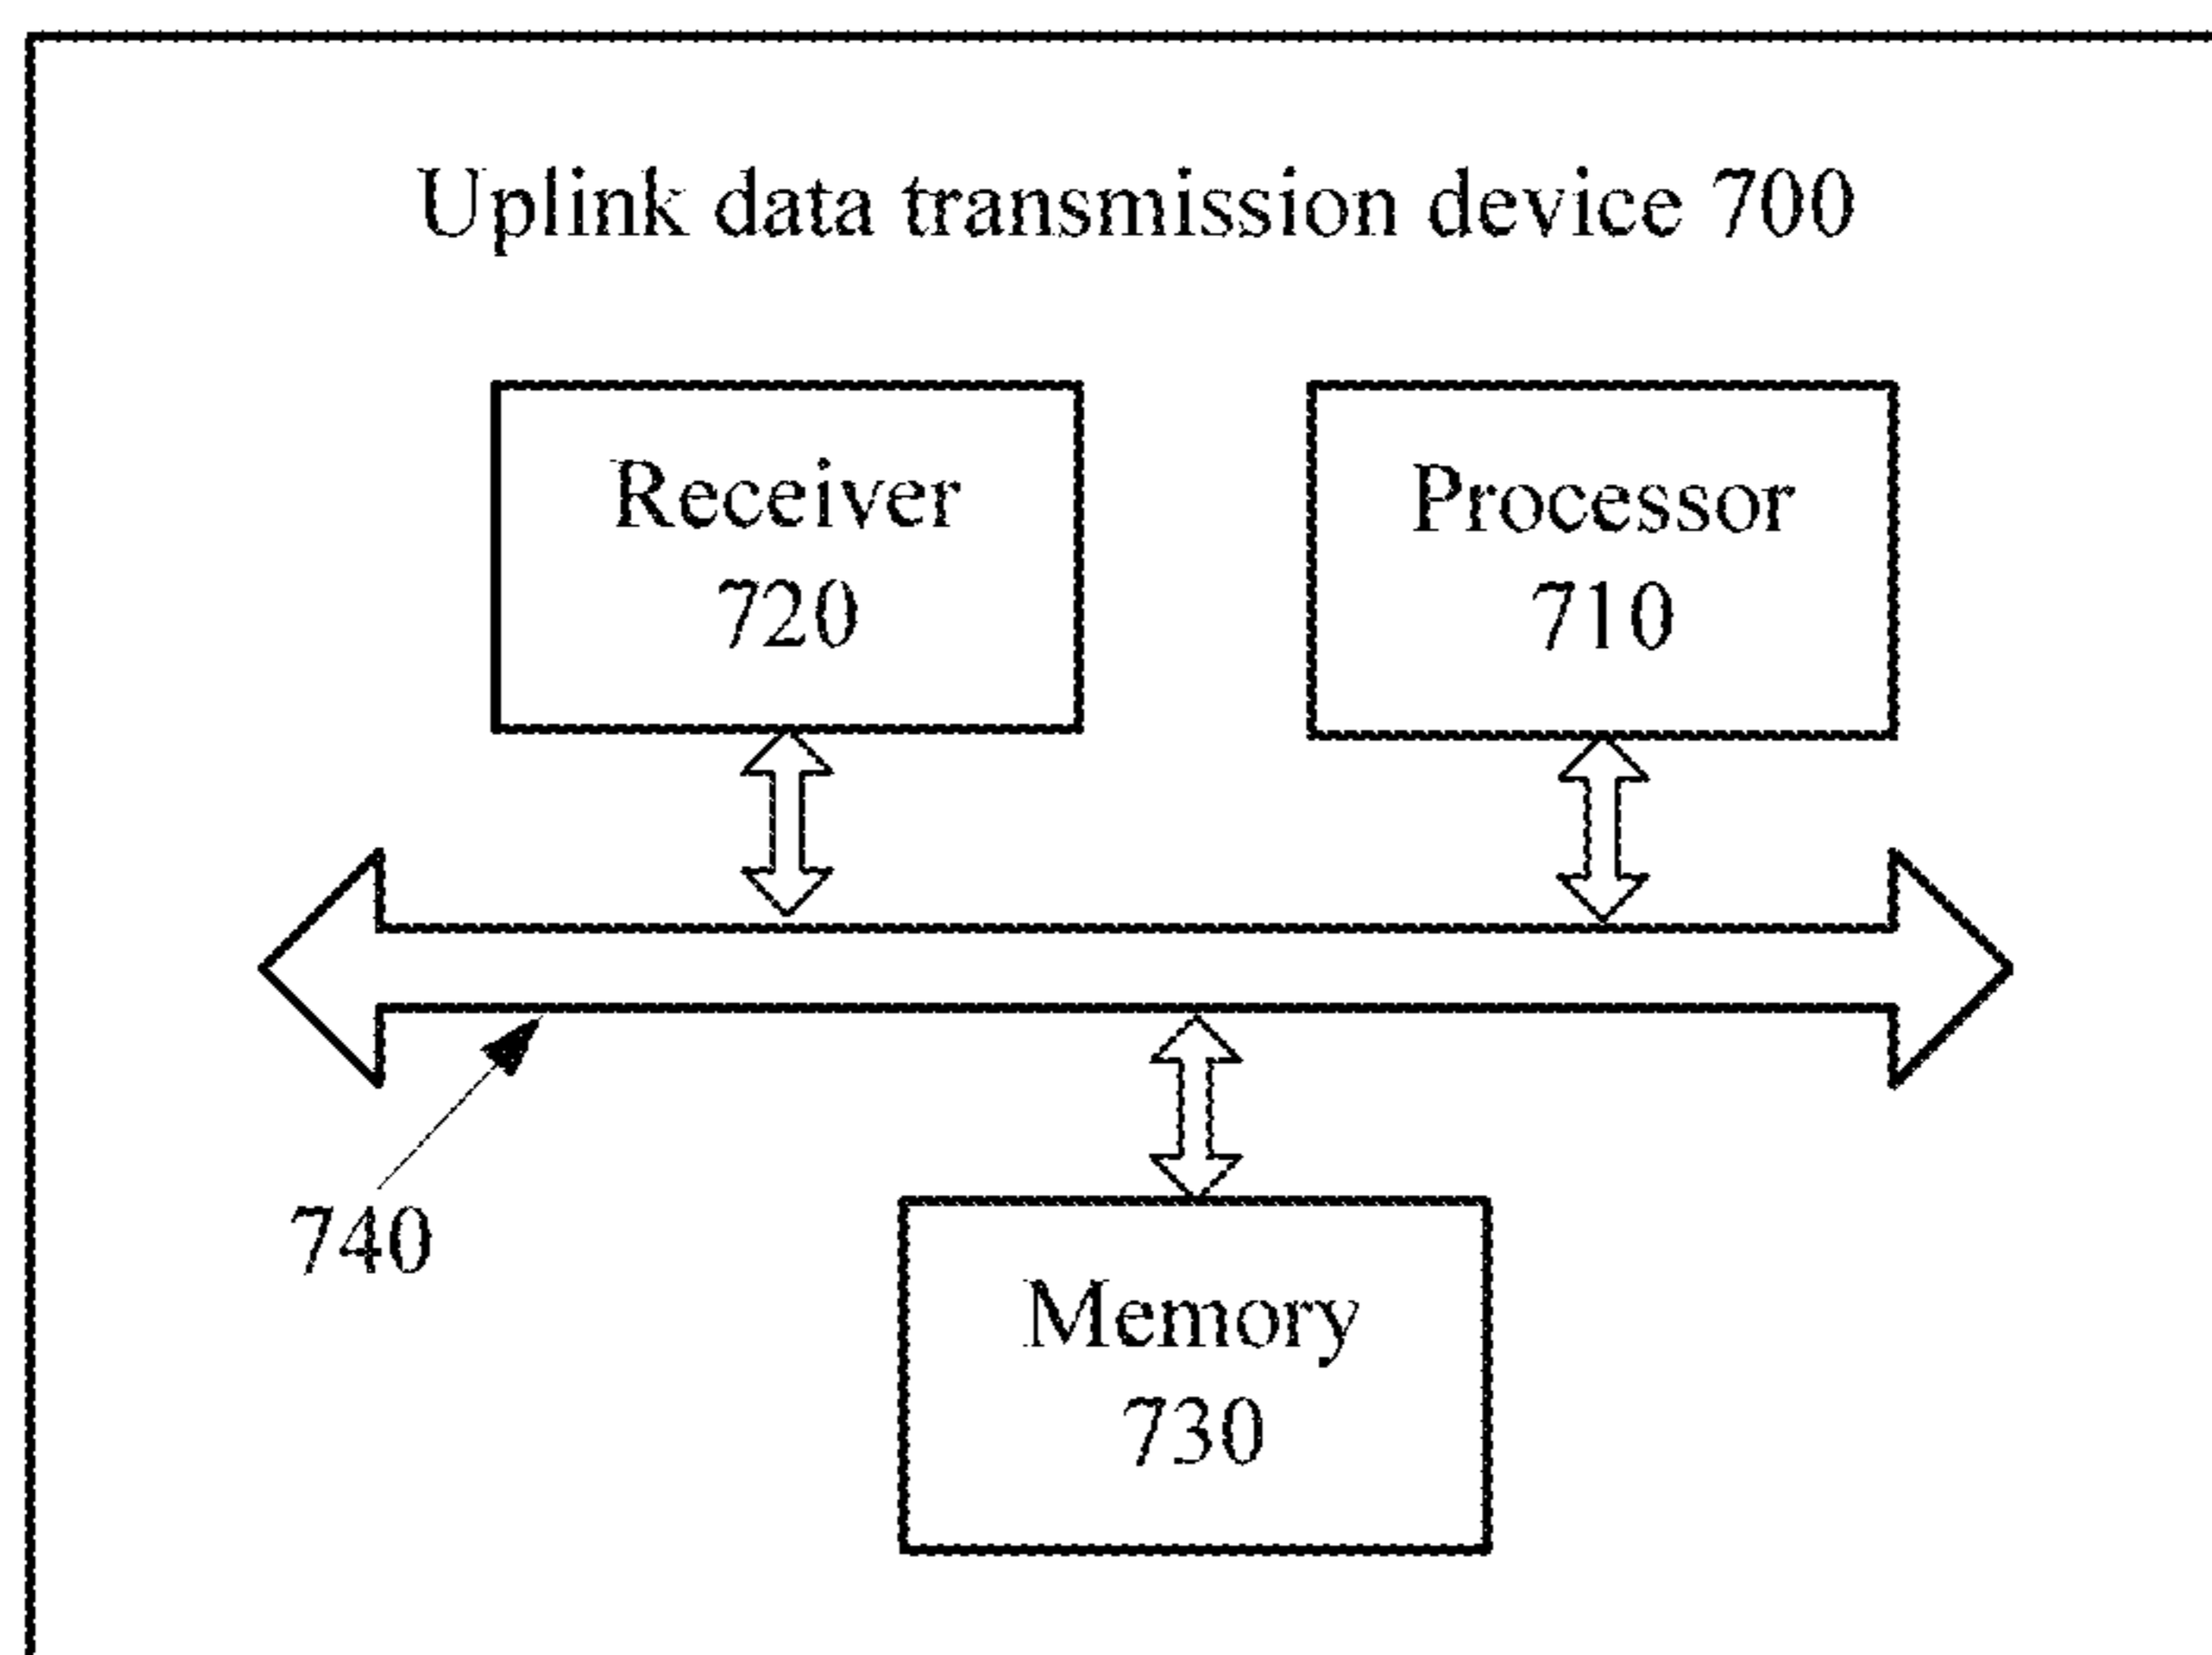 Uplink data transmission device 700
Receiver
720
Processor
710
740
Memory
730